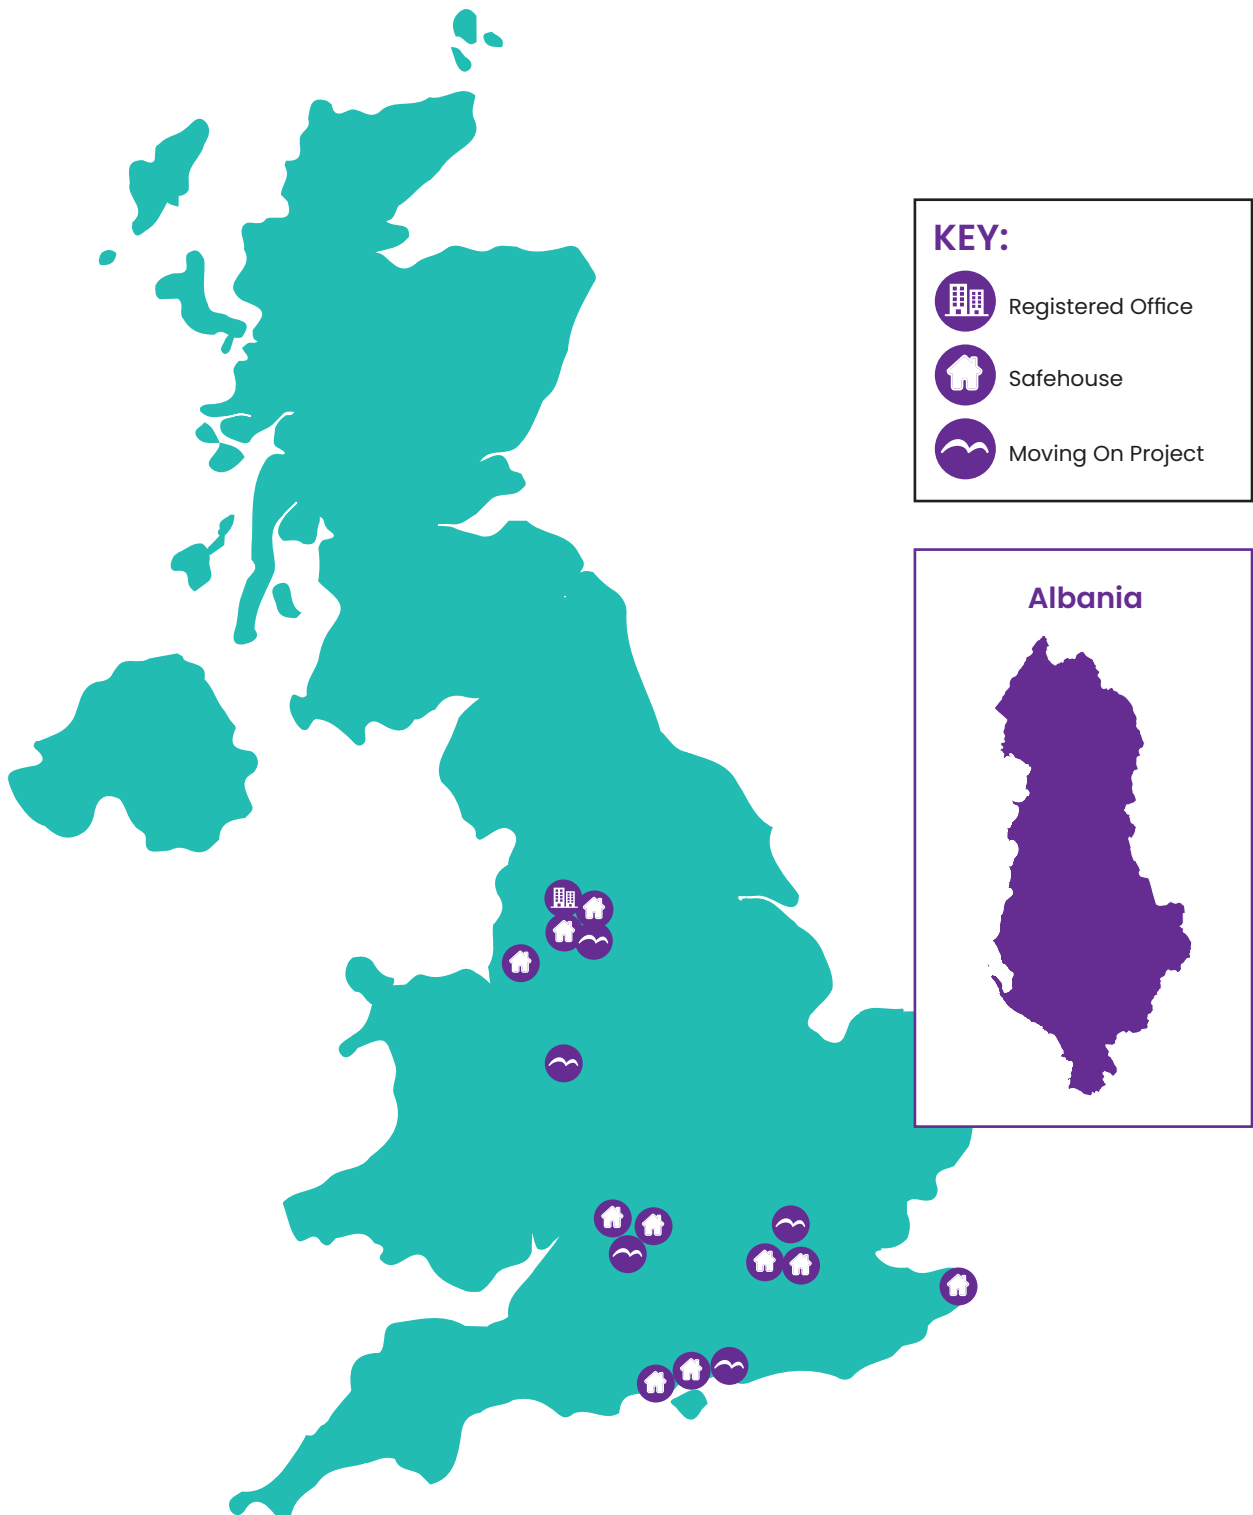 KEY:
Registered Office
Safehouse
Moving On Project
Albania